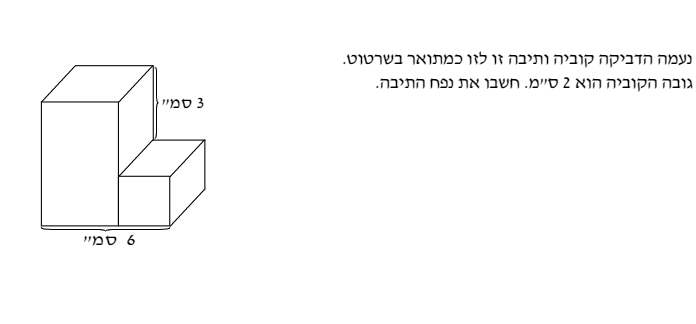 נעמה הדביקה קוביה ותיבה זו לזו כמתואר בשרטוט.
גובה הקוביה הוא 2 ס״מ. חשבו את נפח התיבה.
3 סמ״
6 סמ״